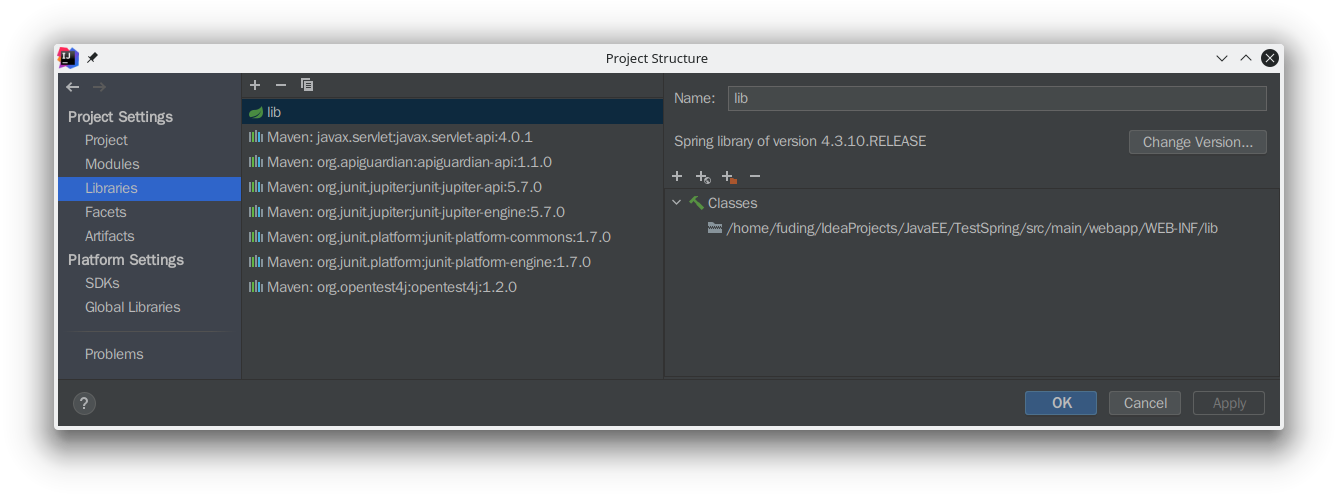 Project Structure
Project Settings
Project
Modules
Libraries
Facets
Artifacts
Platform Settings
SDKs
Global Libraries
Problems
lib
Maven: javax.servlet:javax.servlet-api:4.0.1
Maven: org.apiguardian:apiguardian-api:1.1.0
Maven: org.junit.jupiter:junit-jupiter-api:5.7.0
Maven: org.junit.jupiter:junit-jupiter-engine:5.7.0
Maven: org.junit.platform:junit-platform-commons:1.7.0
Maven: org.junit.platform:junit-platform-engine:1.7.0
Maven: org.opentest4j:opentest4j:1.2.0
Name: lib
Spring library of version 4.3.10.RELEASE
Change Version...
Classes
/home/fuding/IdeaProjects/JavaEE/TestSpring/src/main/webapp/WEB-INF/lib
?
OK Cancel Apply